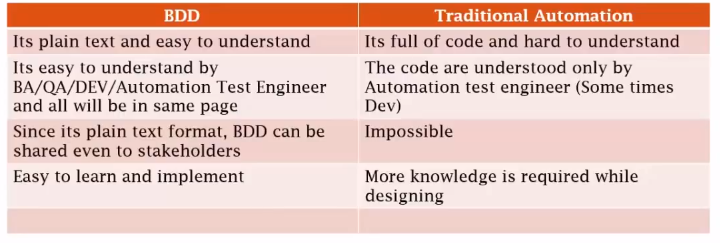 BDD
Traditional Automation
Its plain text and easy to understand
Its full of code and hard to understand
Its easy to understand by
BA/QA/DEV/Automation Test Engineer
and all will be in same page
The code are understood only by
Automation test engineer (Some times
Dev)
Since its plain text format, BDD can be
shared even to stakeholders
Impossible
Easy to learn and implement
More knowledge is required while
designing